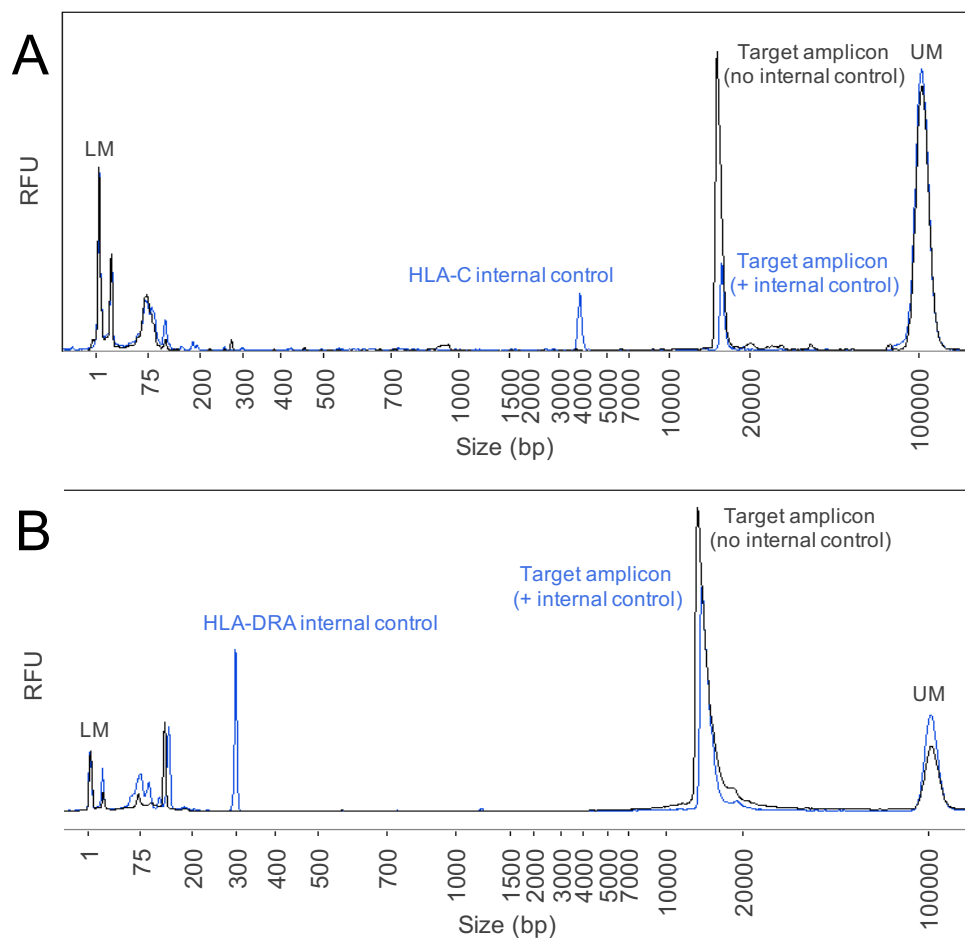 A
Target amplicon
(no internal control)
UM
LM
RFU
HLA-C internal control
Target amplicon
(+ internal control)
1
75
200
300
400
500
700
1000
1500
2000
3000
4000
5000
7000
10000
20000
100000
Size (bp)
B
Target amplicon
(no internal control)
Target amplicon
(+ internal control)
HLA-DRA internal control
RFU
LM
UM
1
75
200
300
400
500
700
1000
1500
2000
3000
4000
5000
7000
10000
20000
100000
Size (bp)